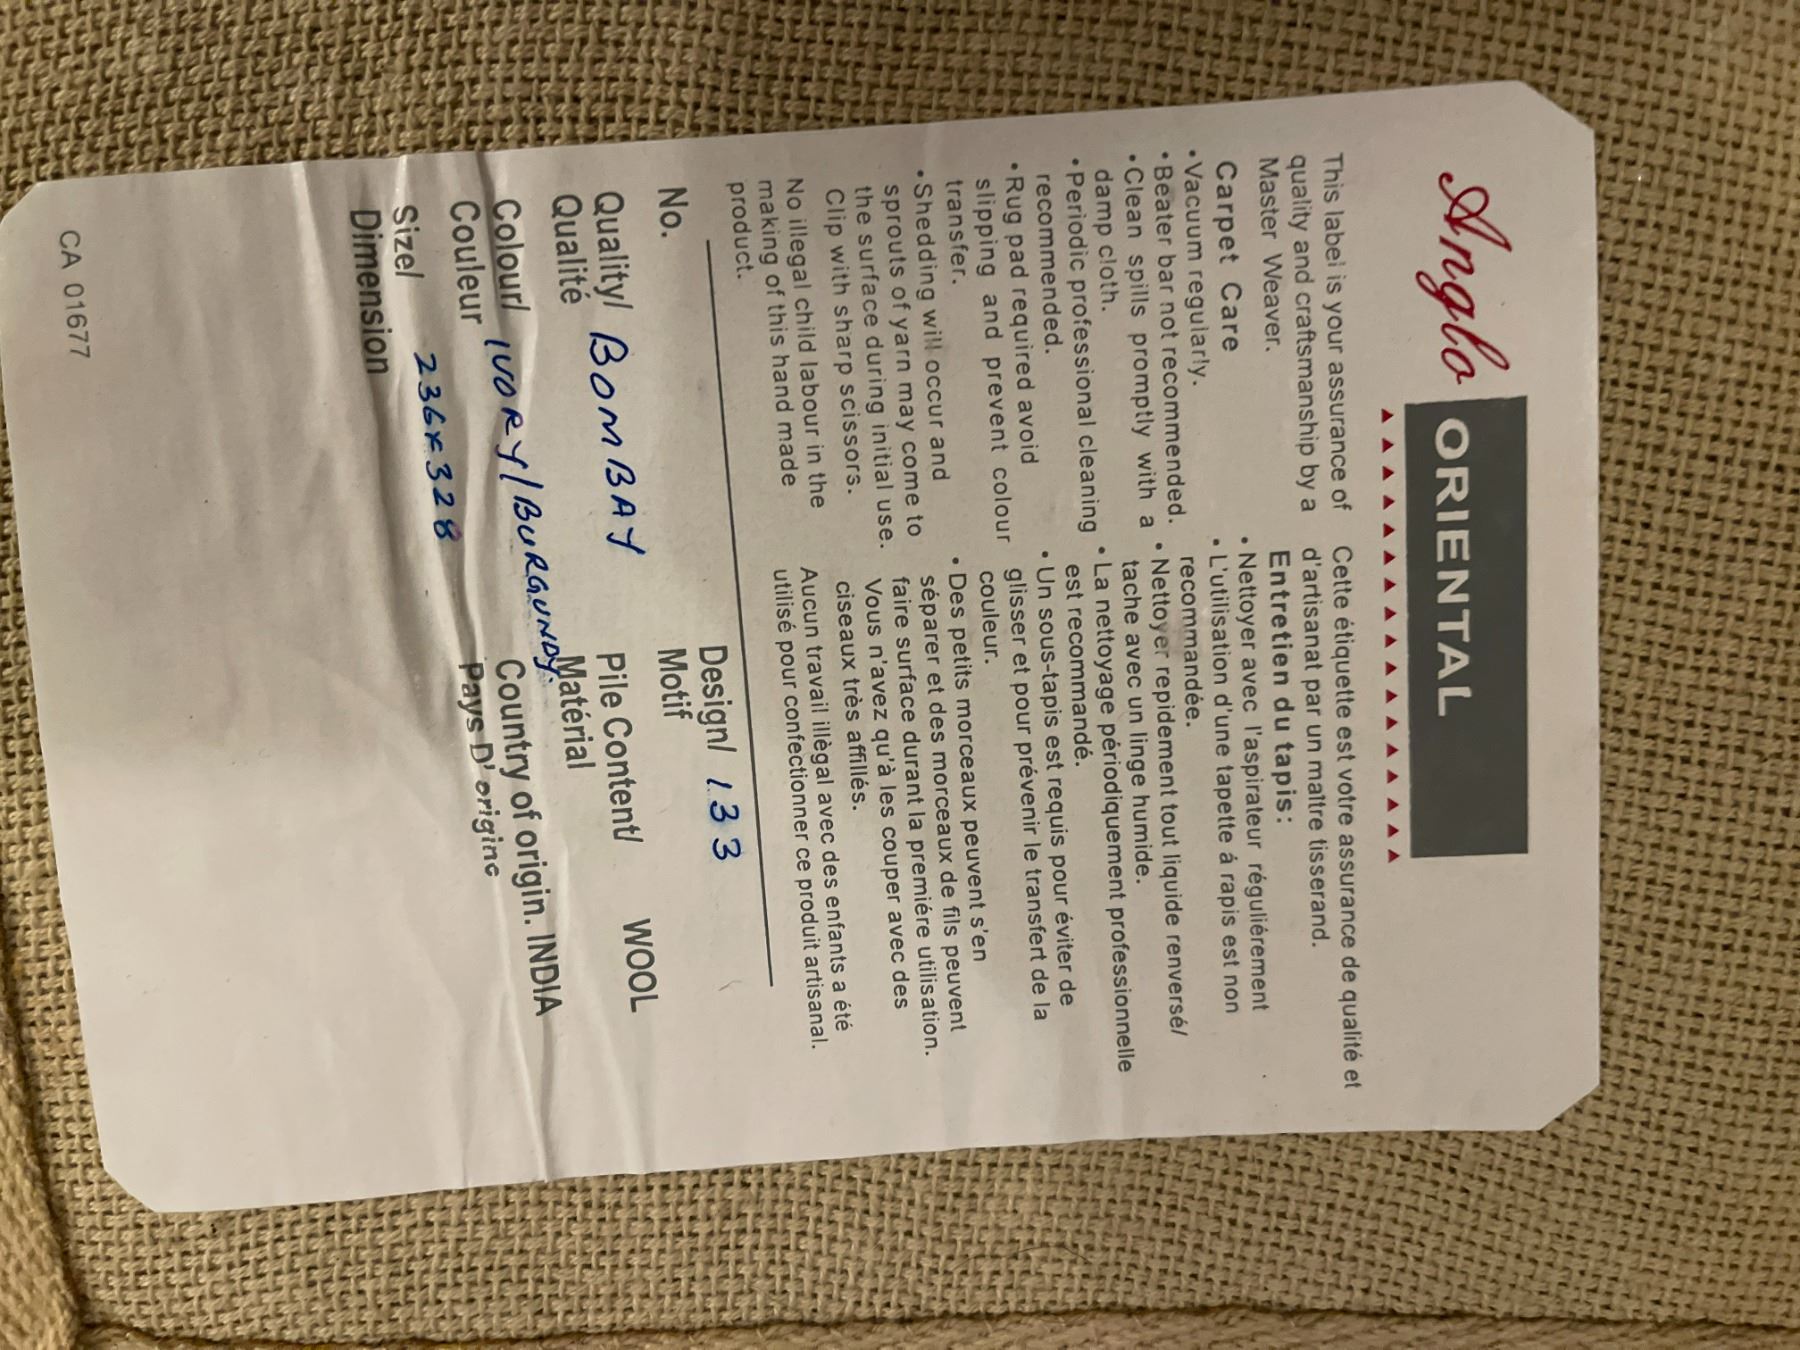 Anglo ORIENTAL
This label is your assurance of
quality and craftsmanship by a
Master Weaver.
Carpet Care
• Vacuum regularly.
• Beater bar not recommended.
• Clean spills promptly with a
damp cloth.
• Periodic professional cleaning
recommended.
• Rug pad required avoid
slipping and prevent colour
transfer.
• Shedding will occur and
sprouts of yarn may come to
the surface during initial use.
Clip with sharp scissors.
No illegal child labour in the
making of this hand made
product.
Cette étiquette est votre assurance de qualité et
d'artisanat par un maître tisserand.
Entretien du tapis:
• Nettoyer avec l'aspirateur réguliérement
• L'utilisation d'une tapette á rapis est non
recommandée.
• Nettoyer repidement tout liquide renversé/
tache avec un linge humide.
• La nettoyage périodiquement professionnelle
est recommandé.
• Un sous-tapis est requis pour éviter de
glisser et pour prévenir le transfert de la
couleur.
• Des petits morceaux peuvent s'en
séparer et des morceaux de fils peuvent
faire surface durant la premiére utilisation.
Vous n'avez qu'à les couper avec des
ciseaux très affillés.
Aucun travail illègal avec des enfants a été
utilisé pour confectionner ce produit artisanal.
No.
Design/ 133
Motif
Quality/ BOMBAY
Qualité
Pile Content/ WOOL
Matérial
Colour/ IVORY/BURGUNDY.
Couleur
Country of origin. INDIA
Pays D'origine
Size/ 236x328
Dimension
CA 01677